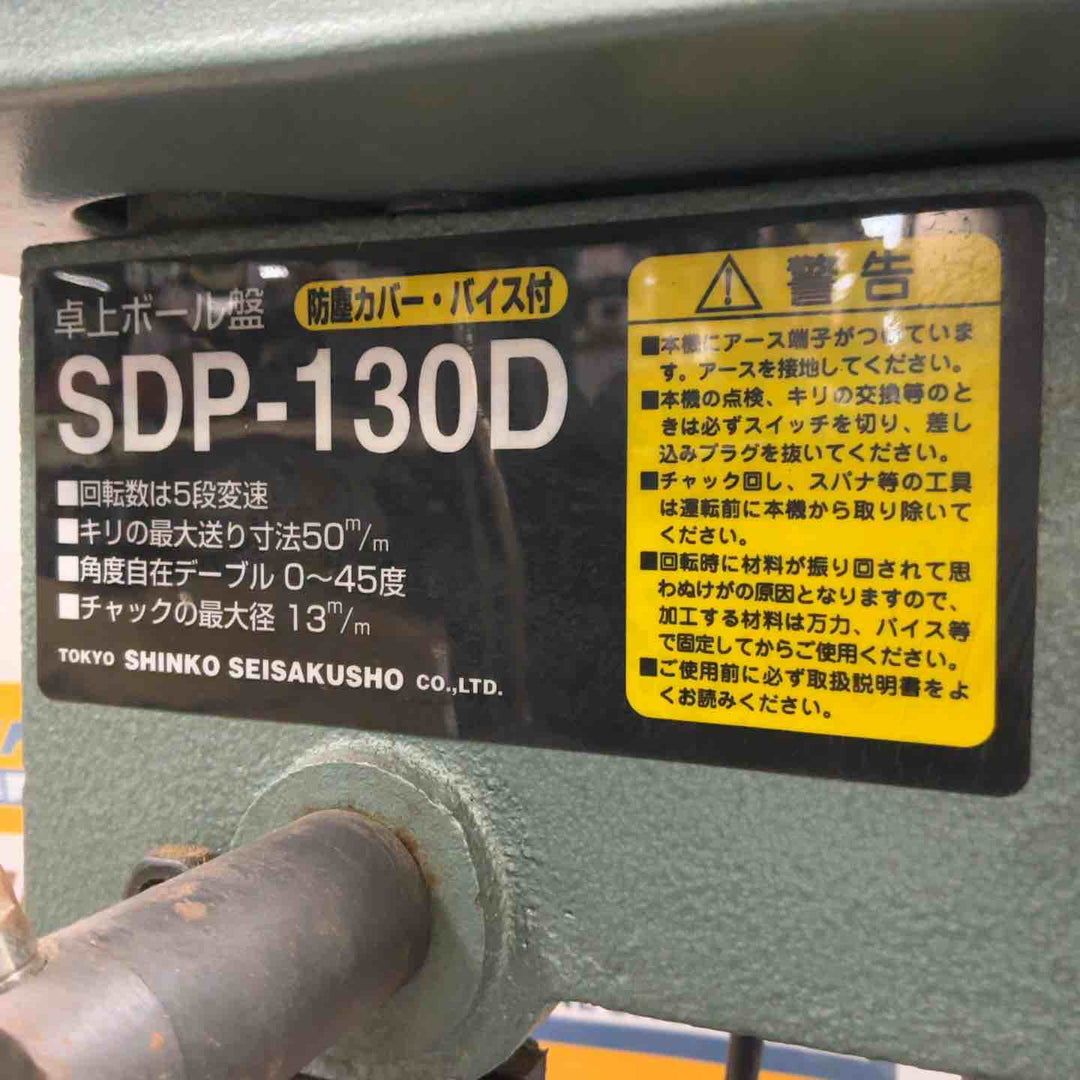 卓上ボール盤
防塵カバー・バイス付
SDP-130D
■回転数は5段変速
■キリの最大送り寸法50m/m
■角度自在テーブル 0～45度
■チャックの最大径 13m/m
TOKYO SHINKO SEISAKUSHO CO.,LTD.
警告
■本機にアース端子がつけていま
す。アースを接地してください。
■本機の点検、キリの交換等のと
きは必ずスイッチを切り、差し
込みプラグを抜いてください。
■チャック回し、スパナ等の工具
は運転前に本機から取り除いて
ください。
■回転時に材料が振り回されて思
わぬけがの原因となりますので、
加工する材料は万力、バイス等
で固定してからご使用ください。
■ご使用前に必ず取扱説明書をよ
くお読みください。